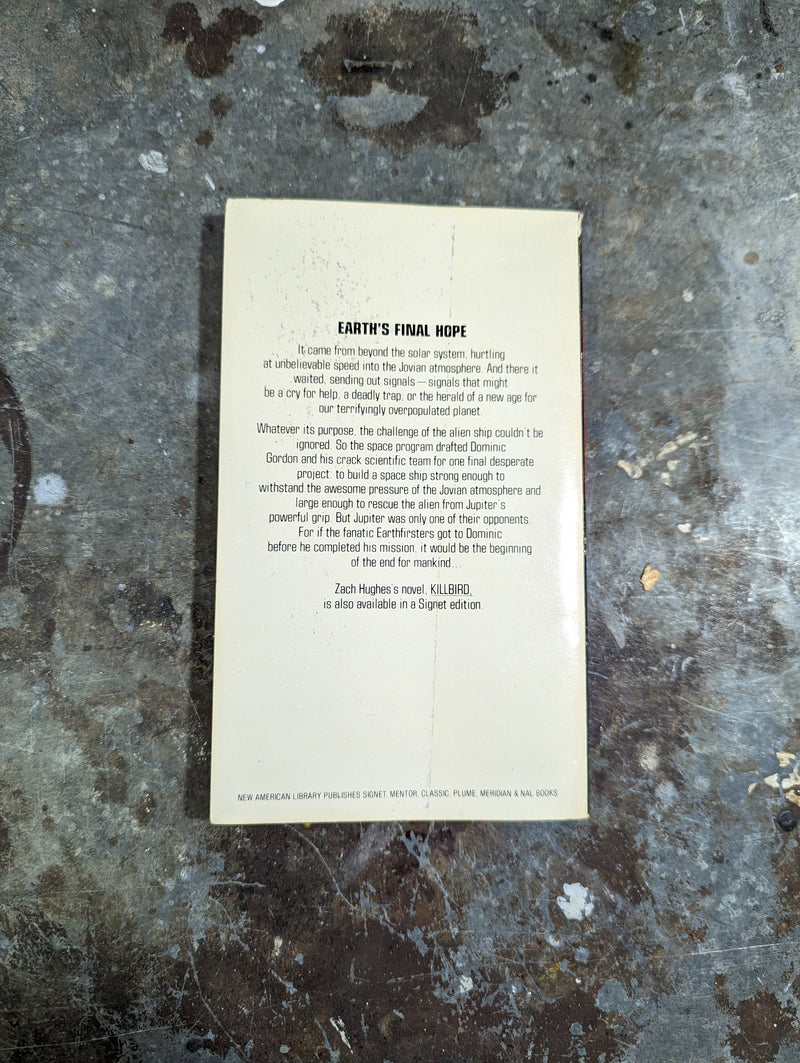 EARTH'S FINAL HOPE
It came from beyond the solar system, hurtling
at unbelievable speed into the Jovian atmosphere. And there it
waited, sending out signals—signals that might
be a cry for help, a deadly trap, or the herald of a new age for
our terrifyingly overpopulated planet.
Whatever its purpose, the challenge of the alien ship couldn't be
ignored. So the space program drafted Dominic
Gordon and his crack scientific team for one final desperate
project: to build a space ship strong enough to
withstand the awesome pressure of the Jovian atmosphere and
large enough to rescue the alien from Jupiter's
powerful grip. But Jupiter was only one of their opponents.
For if the fanatic Earthfirsters got to Dominic
before he completed his mission, it would be the beginning
of the end for mankind...
Zach Hughes's novel, KILLBIRD,
is also available in a Signet edition.
NEW AMERICAN LIBRARY PUBLISHES SIGNET, MENTOR, CLASSIC, PLUME, MERIDIAN & NAL BOOKS